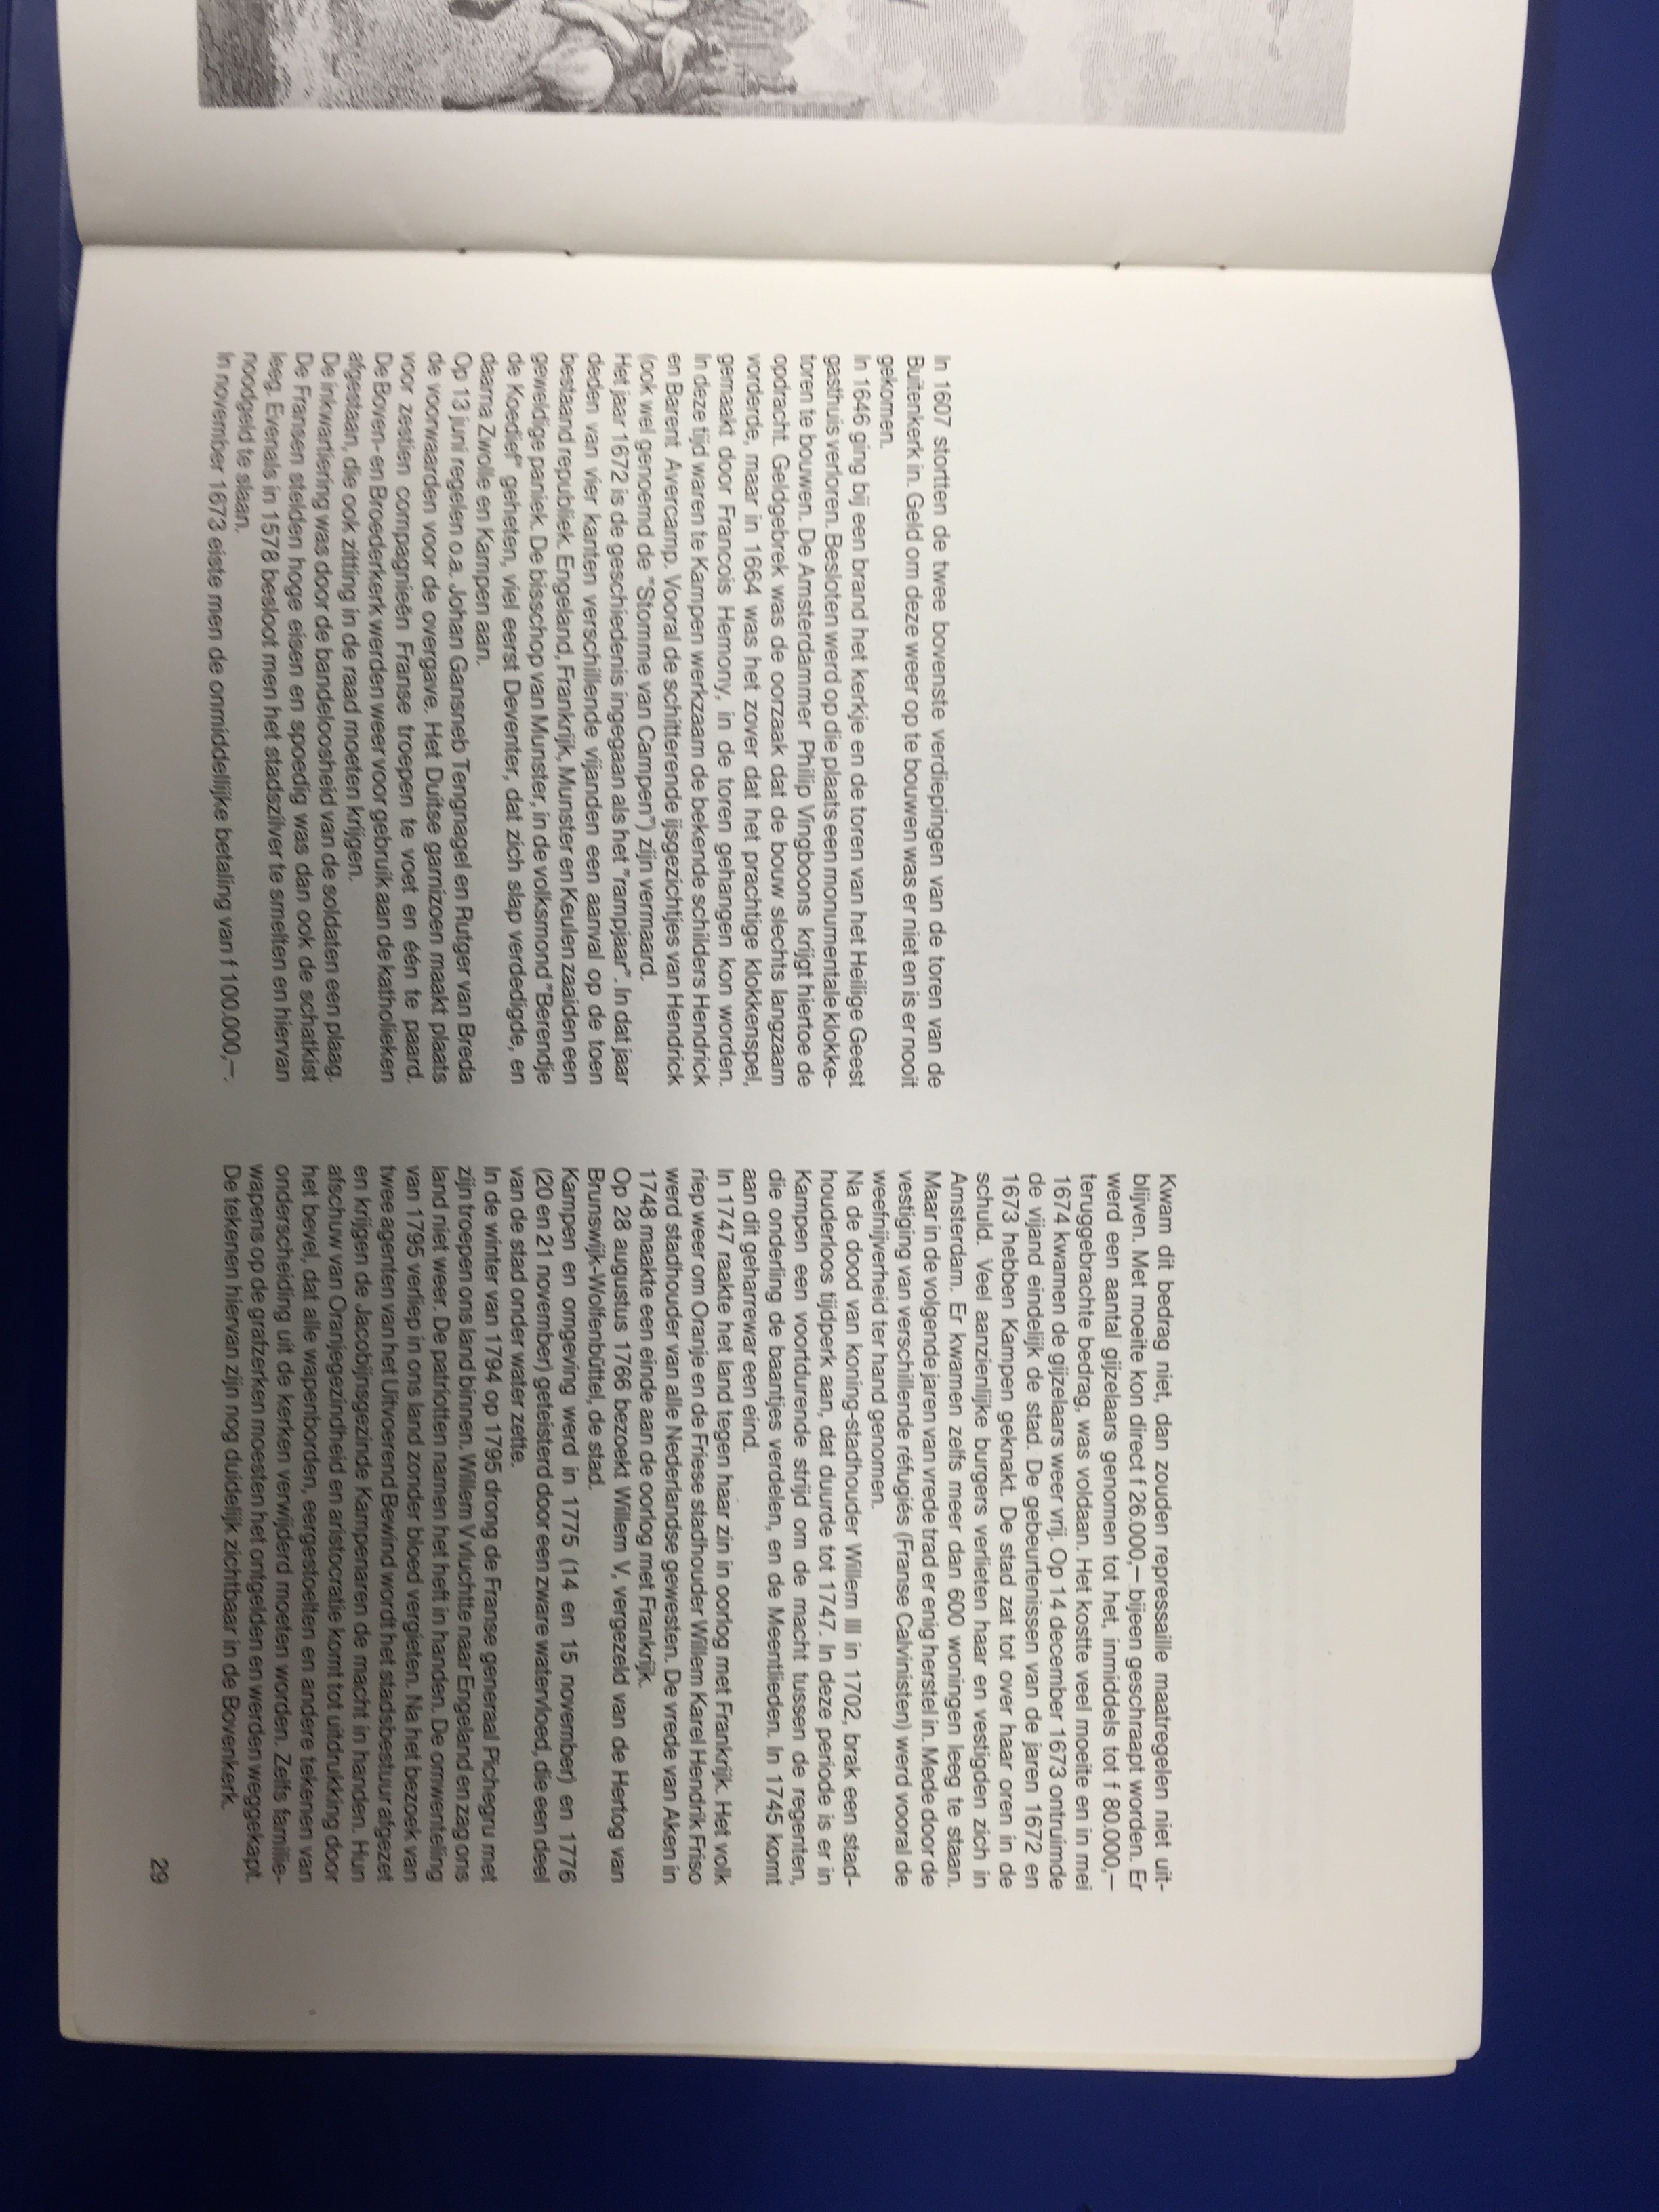 In 1607 stortten de twee bovenste verdiepingen van de toren van de
Buitenkerk in. Geld om deze weer op te bouwen was er niet en is er nooit
gekomen.
In 1646 ging bij een brand het kerkje en de toren van het Heilige Geest
gasthuis verloren. Besloten werd op die plaats een monumentale klokke-
toren te bouwen. De Amsterdammer Philip Vingboons krijgt hiertoe de
opdracht. Geldgebrek was de oorzaak dat de bouw slechts langzaam
vorderde, maar in 1664 was het zover dat het prachtige klokkenspel,
gemaakt door Francois Hemony, in de toren gehangen kon worden.
In deze tijd waren te Kampen werkzaam de bekende schilders Hendrick
en Barent Avercamp. Vooral de schitterende ijsgezichtjes van Hendrick
(ook wel genoemd de "Stomme van Campen") zijn vermaard.
Het jaar 1672 is de geschiedenis ingegaan als het "rampjaar". In dat jaar
deden van vier kanten verschillende vijanden een aanval op de toen
bestaand republiek. Engeland, Frankrijk, Munster en Keulen zaaiden een
geweldige paniek. De bisschop van Munster, in de volksmond "Berendje
de Koedief" geheten, viel eerst Deventer, dat zich slap verdedigde, en
daarna Zwolle en Kampen aan.
Op 13 juni regelen o.a. Johan Gansneb Tengnagel en Rutger van Breda
de voorwaarden voor de overgave. Het Duitse garnizoen maakt plaats
voor zestien compagnieën Franse troepen te voet en één te paard.
De Boven- en Broederkerk werden weer voor gebruik aan de katholieken
afgestaan, die ook zitting in de raad moeten krijgen.
De inkwartiering was door de bandeloosheid van de soldaten een plaag.
De Fransen stelden hoge eisen en spoedig was dan ook de schatkist
leeg. Evenals in 1578 besloot men het stadszilver te smelten en hiervan
noodgeld te slaan.
In november 1673 eiste men de onmiddellijke betaling van f 100.000,—.
Kwam dit bedrag niet, dan zouden repressaille maatregelen niet uit-
blijven. Met moeite kon direct f 26.000,— bijeen geschraapt worden. Er
werd een aantal gijzelaars genomen tot het, inmiddels tot f 80.000,—
teruggebrachte bedrag, was voldaan. Het kostte veel moeite en in mei
1674 kwamen de gijzelaars weer vrij. Op 14 december 1673 ontruimde
de vijand eindelijk de stad. De gebeurtenissen van de jaren 1672 en
1673 hebben Kampen geknakt. De stad zat tot over haar oren in de
schuld. Veel aanzienlijke burgers verlieten haar en vestigden zich in
Amsterdam. Er kwamen zelfs meer dan 600 woningen leeg te staan.
Maar in de volgende jaren van vrede trad er enig herstel in. Mede door de
vestiging van verschillende réfugiés (Franse Calvinisten) werd vooral de
weefnijverheid ter hand genomen.
Na de dood van koning-stadhouder Willem III in 1702, brak een stad-
houderloos tijdperk aan, dat duurde tot 1747. In deze periode is er in
Kampen een voortdurende strijd om de macht tussen de regenten,
die onderling de baantjes verdelen, en de Meentlieden. In 1745 komt
aan dit geharrewar een eind.
In 1747 raakte het land tegen haar zin in oorlog met Frankrijk. Het volk
riep weer om Oranje en de Friese stadhouder Willem Karel Hendrik Friso
werd stadhouder van alle Nederlandse gewesten. De vrede van Aken in
1748 maakte een einde aan de oorlog met Frankrijk.
Op 28 augustus 1766 bezoekt Willem V, vergezeld van de Hertog van
Brunswijk-Wolfenbüttel, de stad.
Kampen en omgeving werd in 1775 (14 en 15 november) en 1776
(20 en 21 november) geteisterd door een zware watervloed, die een deel
van de stad onder water zette.
In de winter van 1794 op 1795 drong de Franse generaal Pichegru met
zijn troepen ons land binnen. Willem V vluchtte naar Engeland en zag ons
land niet weer. De patriotten namen het heft in handen. De omwenteling
van 1795 verliep in ons land zonder bloed vergieten. Na het bezoek van
twee agenten van het Uitvoerend Bewind wordt het stadsbestuur afgezet
en krijgen de Jacobijnsgezinde Kampenaren de macht in handen. Hun
afschuw van Oranjegezindheid en aristocratie komt tot uitdrukking door
het bevel, dat alle wapenborden, eergestoelten en andere tekenen van
onderscheiding uit de kerken verwijderd moeten worden. Zelfs familie-
wapens op de grafzerken moesten het ontgelden en werden weggekapt.
De tekenen hiervan zijn nog duidelijk zichtbaar in de Bovenkerk.
29